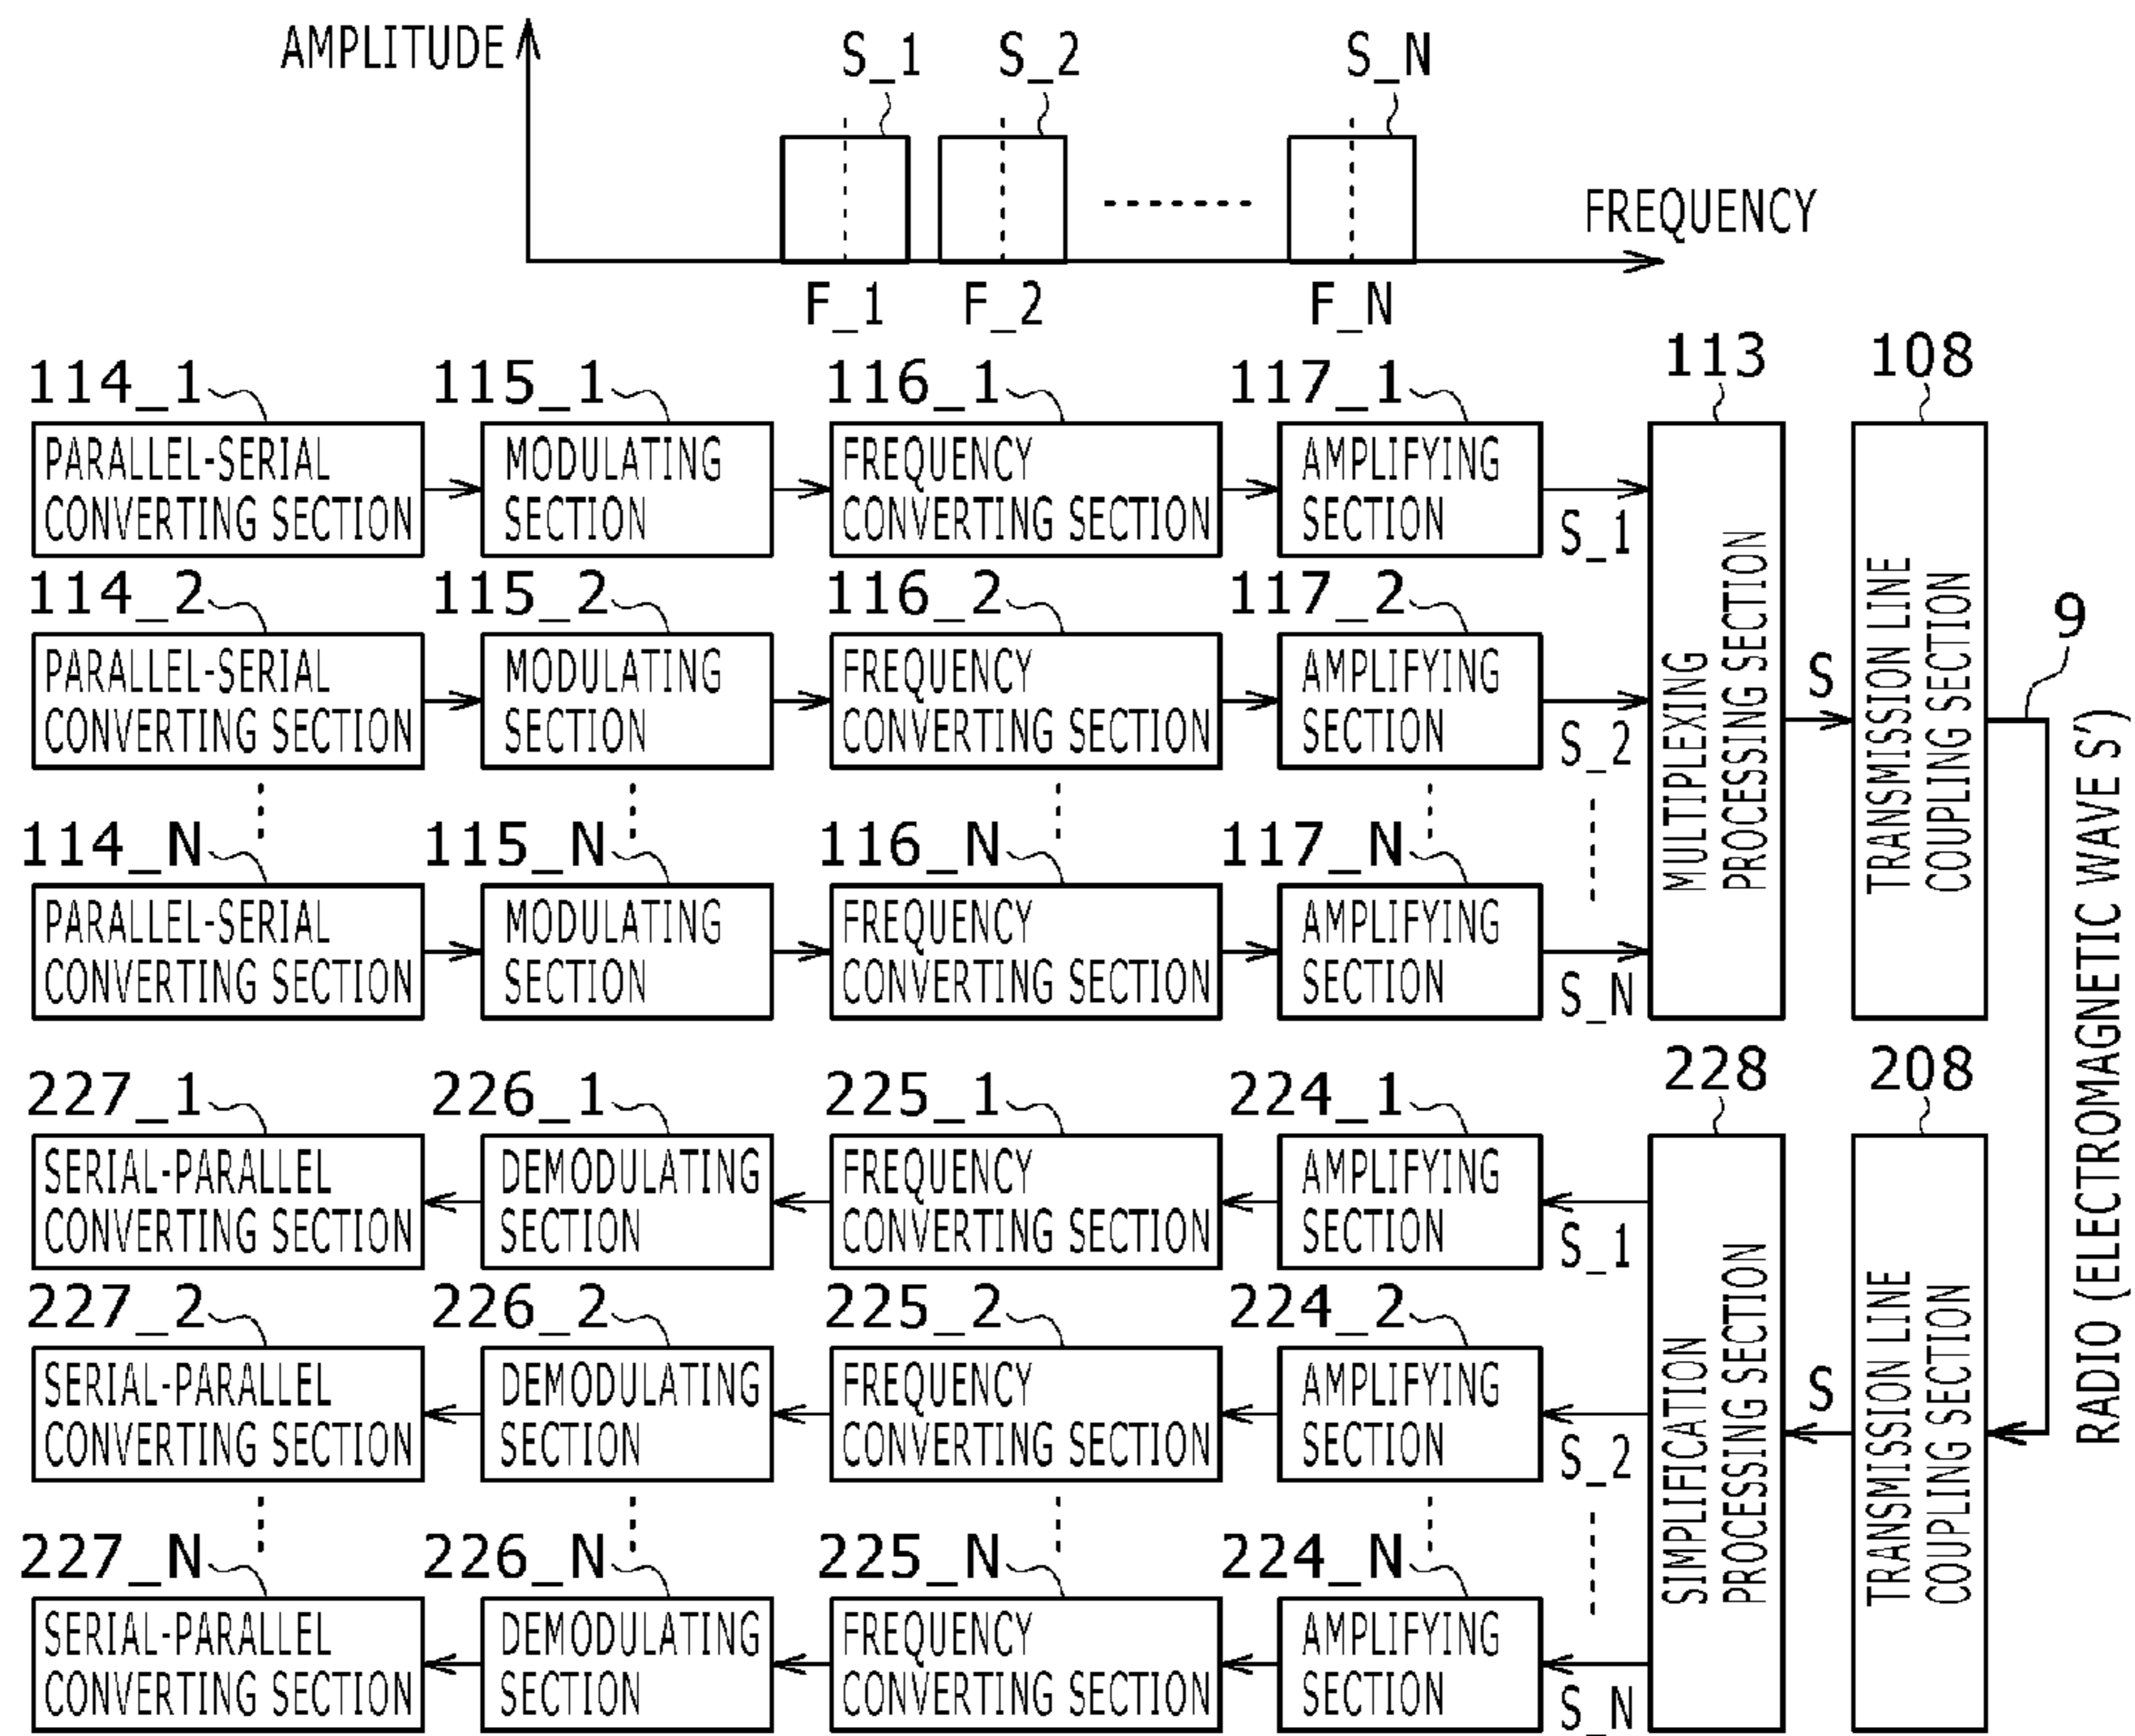 AMPLITUDE
S_1
S_2
S_N
FREQUENCY
F_1
F_2
F_N
113
108
114_1
115_1
116_1
117_1
PARALLEL-SERIAL
CONVERTING SECTION
MODULATING
SECTION
FREQUENCY
CONVERTING SECTION
AMPLIFYING
SECTION
S_1
114_2
115_2
116_2
117_2
PARALLEL-SERIAL
CONVERTING SECTION
MODULATING
SECTION
FREQUENCY
CONVERTING SECTION
AMPLIFYING
SECTION
S_2
114_N
115_N
116_N
117_N
PARALLEL-SERIAL
CONVERTING SECTION
MODULATING
SECTION
FREQUENCY
CONVERTING SECTION
AMPLIFYING
SECTION
S_N
MULTIPLEXING
PROCESSING SECTION
S
TRANSMISSION LINE
COUPLING SECTION
9
RADIO (ELECTROMAGNETIC WAVE S')
228
208
227_1
226_1
225_1
224_1
SERIAL-PARALLEL
CONVERTING SECTION
DEMODULATING
SECTION
FREQUENCY
CONVERTING SECTION
AMPLIFYING
SECTION
S_1
227_2
226_2
225_2
224_2
SERIAL-PARALLEL
CONVERTING SECTION
DEMODULATING
SECTION
FREQUENCY
CONVERTING SECTION
AMPLIFYING
SECTION
S_2
227_N
226_N
225_N
224_N
SERIAL-PARALLEL
CONVERTING SECTION
DEMODULATING
SECTION
FREQUENCY
CONVERTING SECTION
AMPLIFYING
SECTION
S_N
SIMPLIFICATION
PROCESSING SECTION
S
TRANSMISSION LINE
COUPLING SECTION